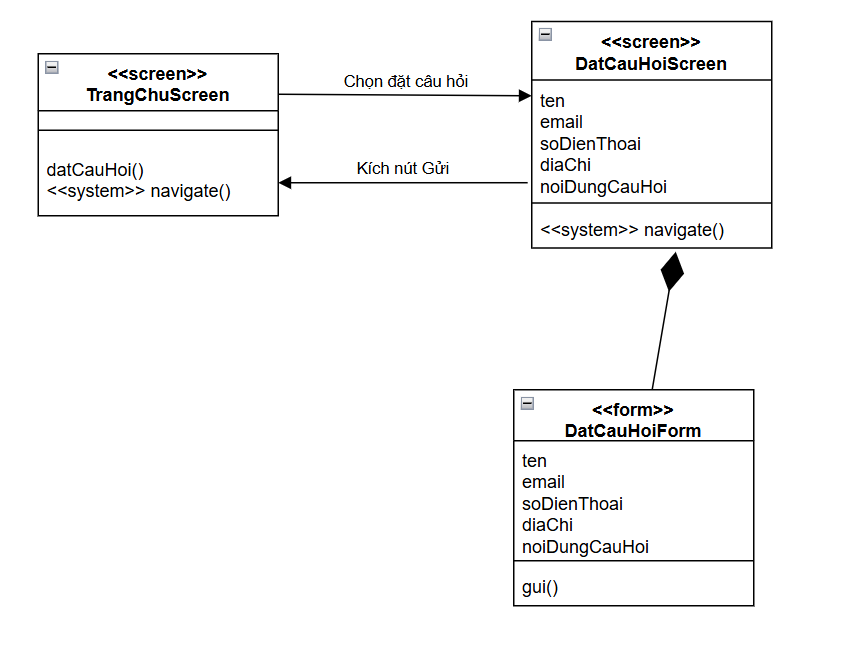 <<screen>>
TrangChuScreen
datCauHoi()
<<system>> navigate()
Chọn đặt câu hỏi
Kích nút Gửi
<<screen>>
DatCauHoiScreen
ten
email
soDienThoai
diaChi
noiDungCauHoi
<<system>> navigate()
<<form>>
DatCauHoiForm
ten
email
soDienThoai
diaChi
noiDungCauHoi
gui()